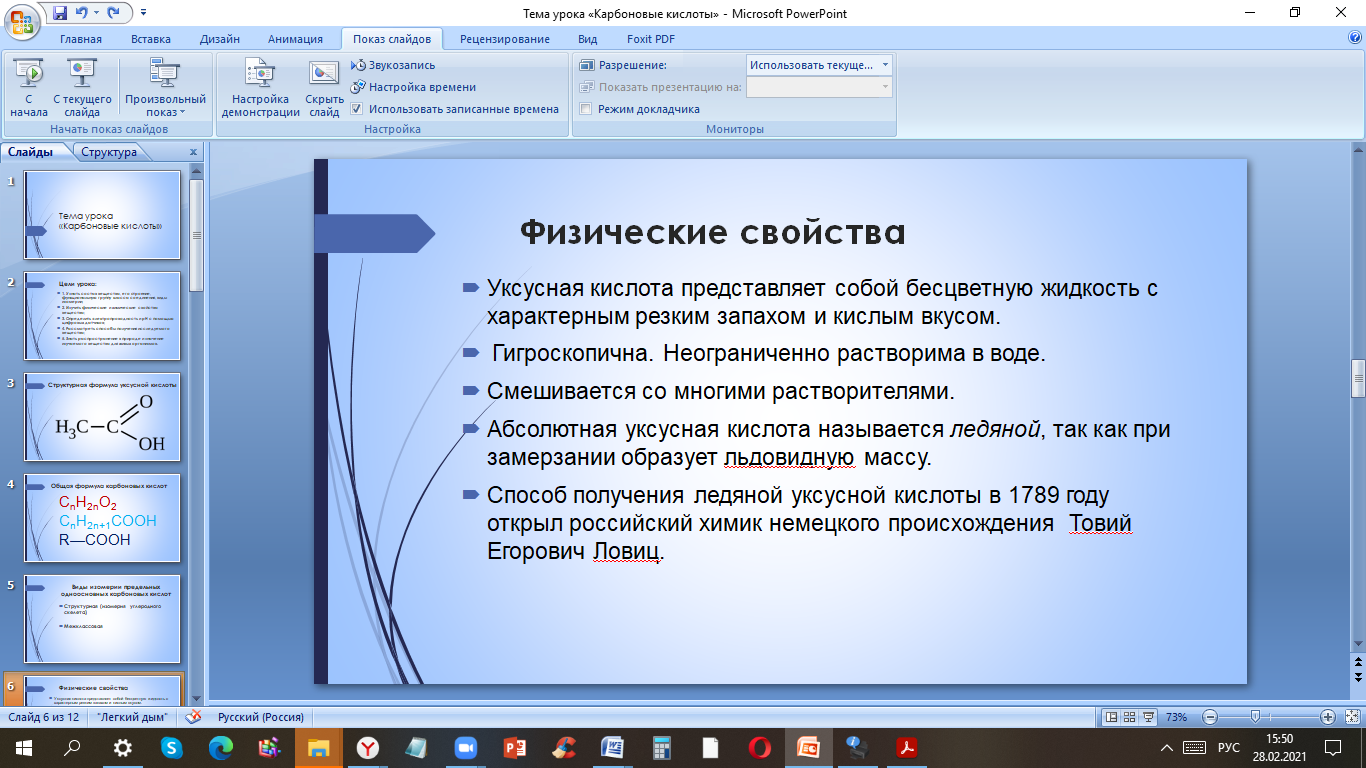 Тема урока «Карбоновые кислоты» - Microsoft PowerPoint
Главная Вставка Дизайн Анимация Показ слайдов Рецензирование Вид Foxit PDF
С начала
С текущего слайда
Произвольный показ
Начать показ слайдов
Настройка демонстрации
Скрыть слайд
Звукозапись
Настройка времени
Использовать записанные времена
Настройка
Разрешение: Использовать текуще...
Показать презентацию на:
Режим докладчика
Мониторы
Слайды Структура x
1
Тема урока
«Карбоновые кислоты»
2
Цели урока:
3
Структурная формула уксусной кислоты
H3C C O
OH
4
Общая формула карбоновых кислот
CnH2nO2
CnH2n+1COOH
R—COOH
5
Виды изомерии предельных
одноосновных карбоновых кислот
Структурная (изомерия углеродного
скелета)
Межклассовая
6
Физические свойства
Физические свойства
Уксусная кислота представляет собой бесцветную жидкость с
характерным резким запахом и кислым вкусом.
Гигроскопична. Неограниченно растворима в воде.
Смешивается со многими растворителями.
Абсолютная уксусная кислота называется ледяной, так как при
замерзании образует льдовидную массу.
Способ получения ледяной уксусной кислоты в 1789 году
открыл российский химик немецкого происхождения Товий
Егорович Ловиц.
Слайд 6 из 12 "Легкий дым" Русский (Россия) 73%
РУС
15:50
28.02.2021